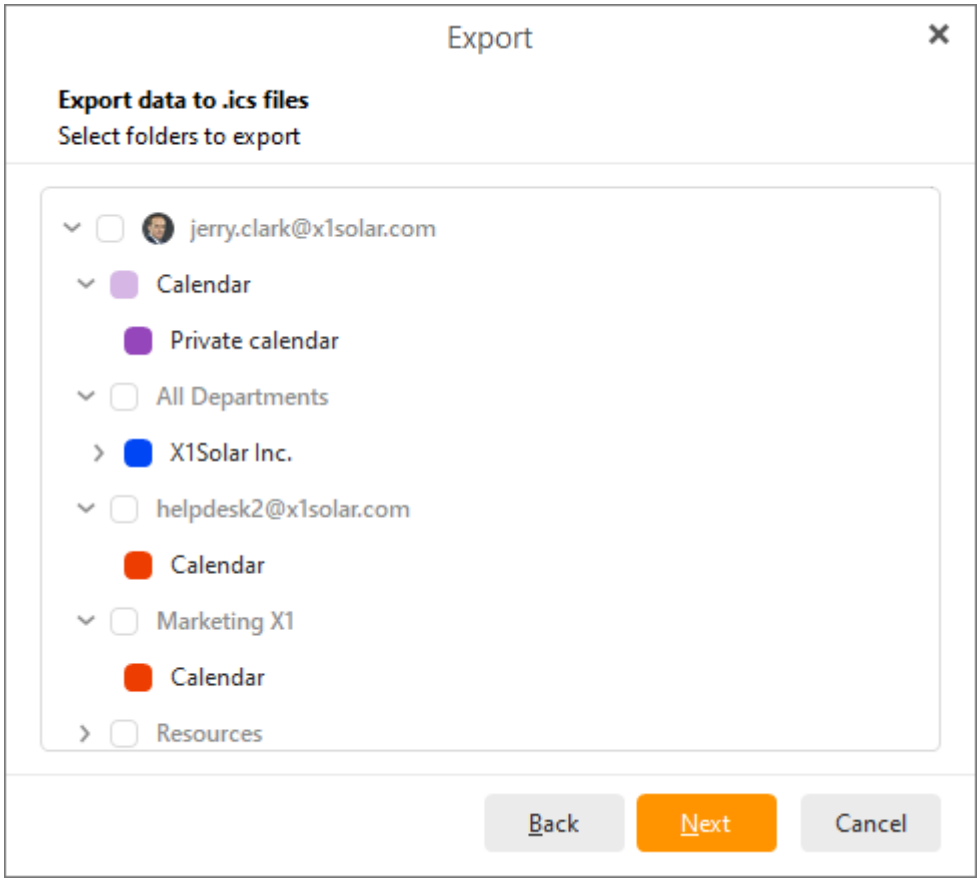 Export
Export data to .ics files
Select folders to export
jerry.clark@x1solar.com
Calendar
Private calendar
All Departments
X1Solar Inc.
helpdesk2@x1solar.com
Calendar
Marketing X1
Calendar
Resources
Back Next Cancel